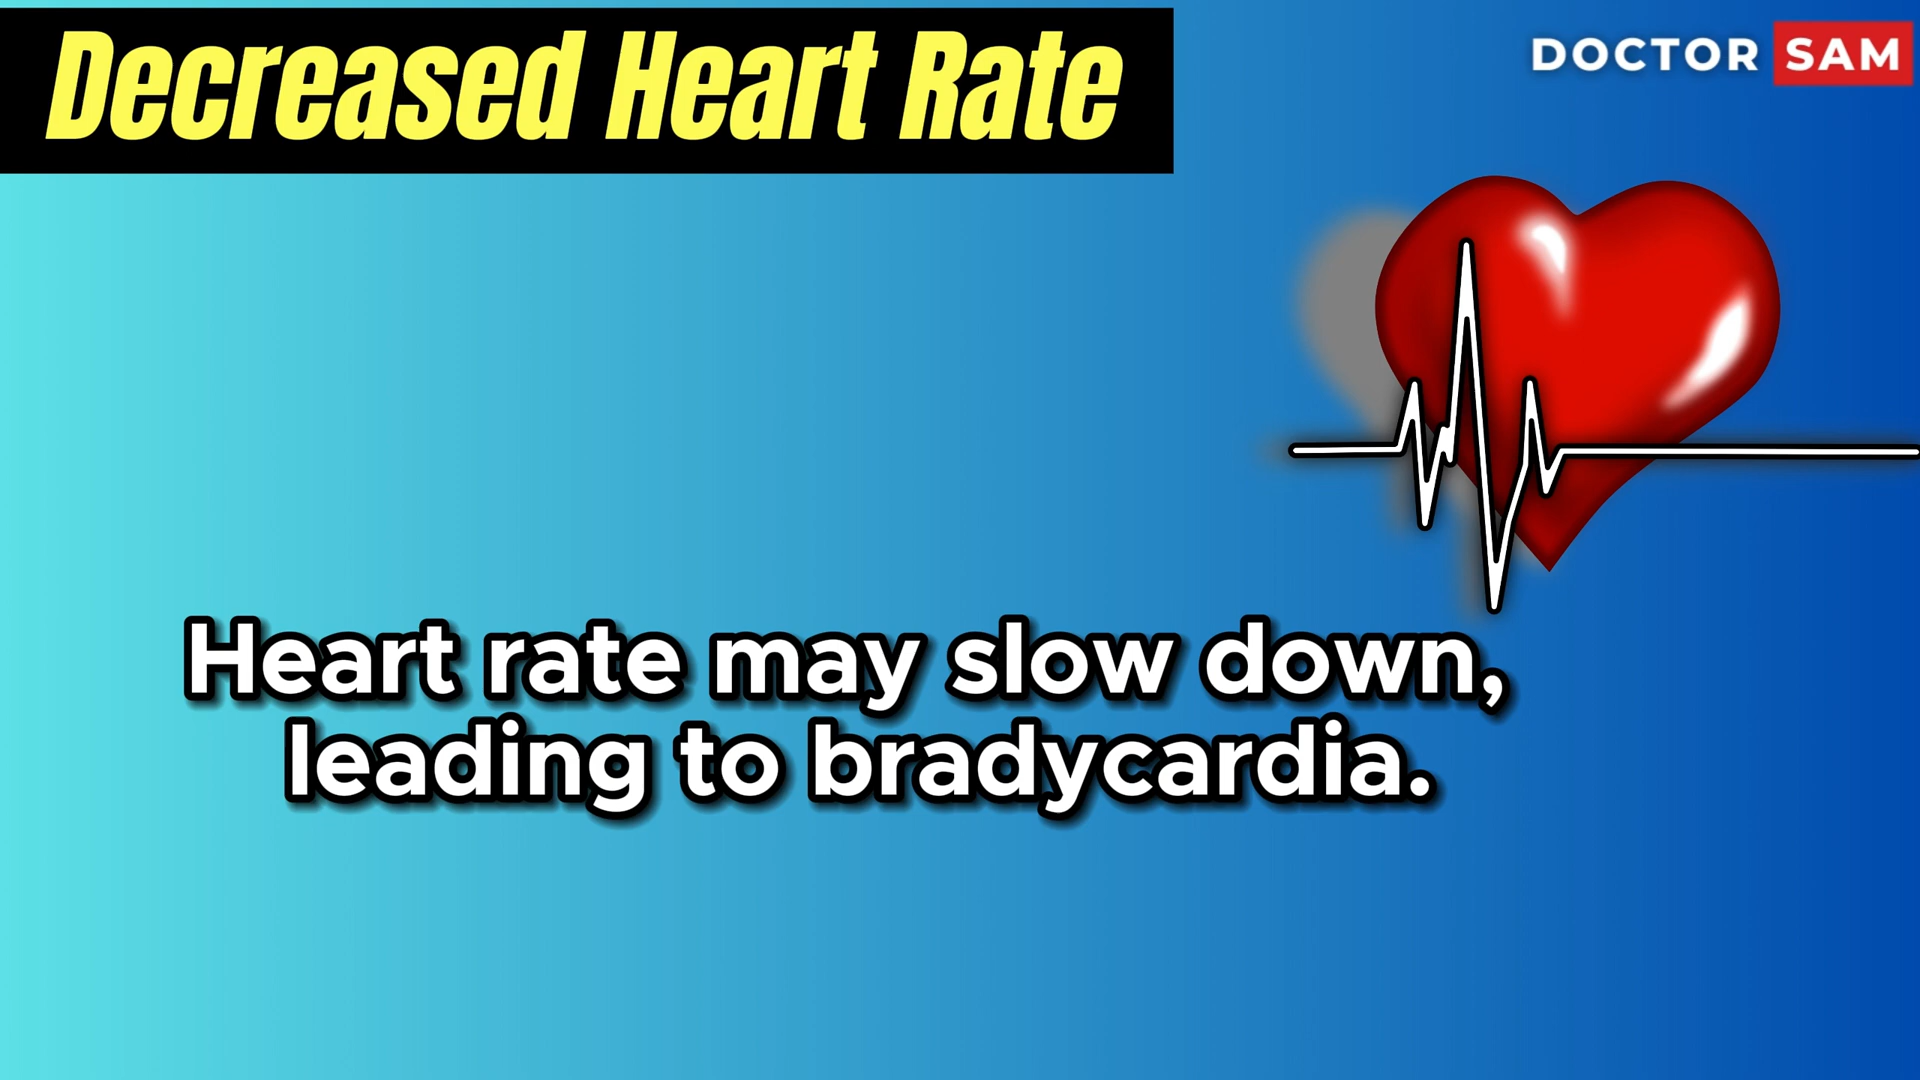 Decreased Heart Rate
DOCTOR SAM
Heart rate may slow down,
leading to bradycardia.